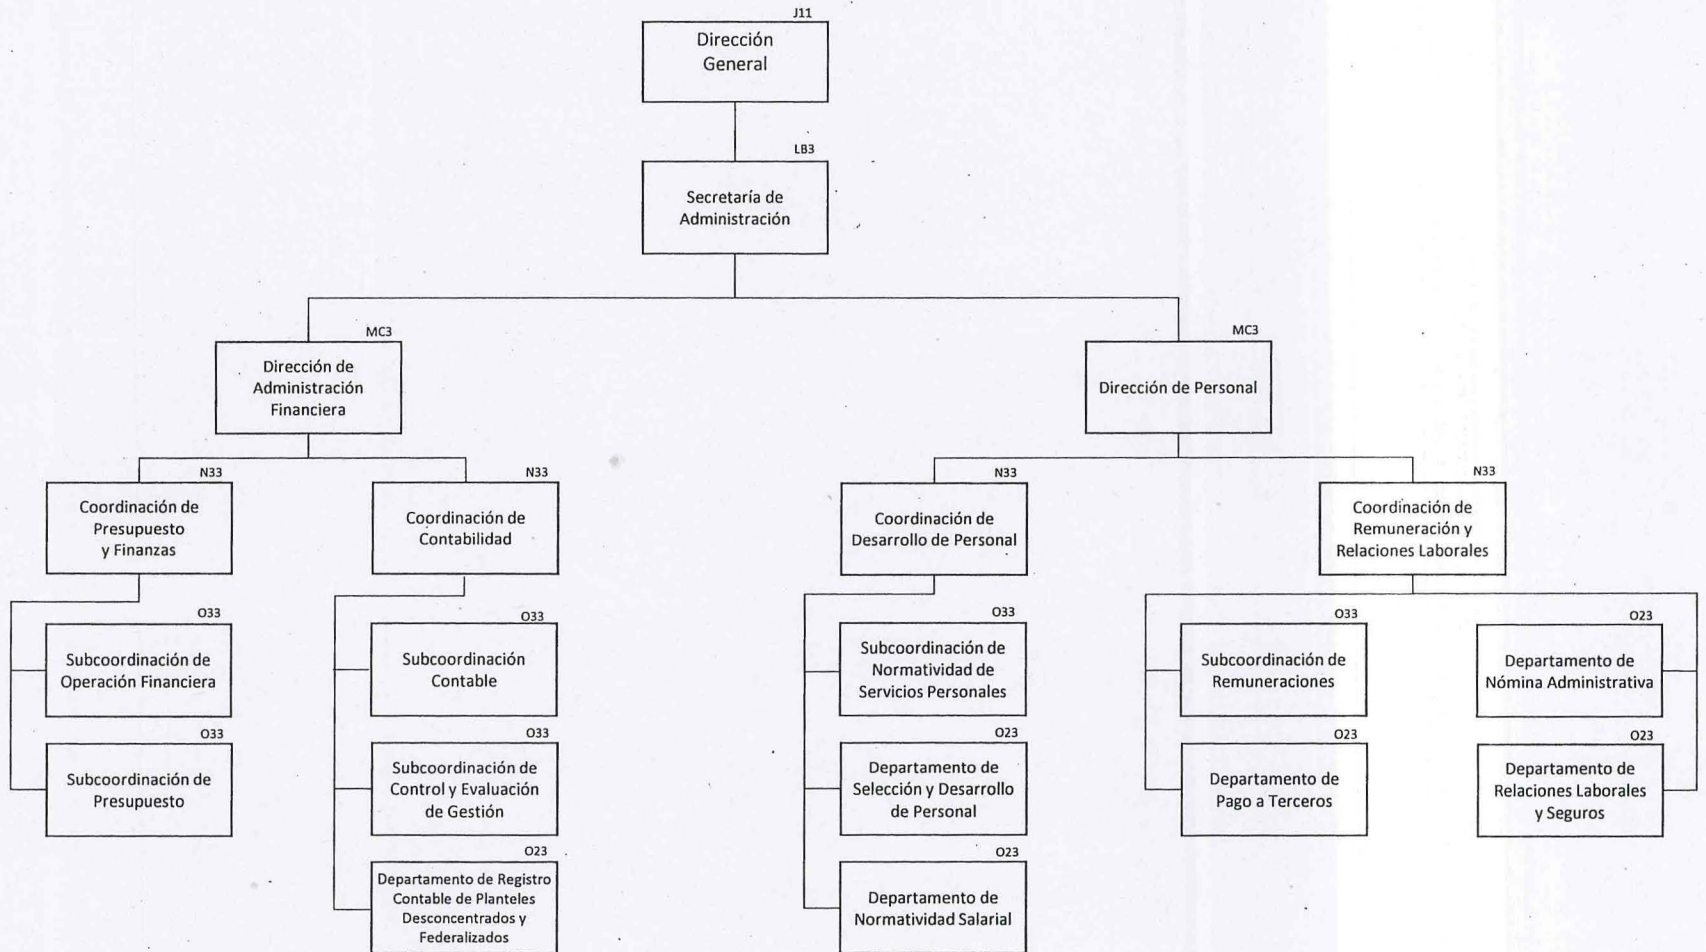 J11
Dirección
General
LB3
Secretaría de
Administración
MC3
Dirección de
Administración
Financiera
MC3
Dirección de Personal
N33
Coordinación de
Presupuesto
y Finanzas
N33
Coordinación de
Contabilidad
N33
Coordinación de
Desarrollo de Personal
N33
Coordinación de
Remuneración y
Relaciones Laborales
O33
Subcoordinación de
Operación Financiera
O33
Subcoordinación Contable
O33
Subcoordinación de
Normatividad de
Servicios Personales
O33
Subcoordinación de
Remuneraciones
O23
Departamento de
Nómina Administrativa
O33
Subcoordinación de
Presupuesto
O33
Subcoordinación de
Control y Evaluación
de Gestión
O23
Departamento de
Selección y Desarrollo
de Personal
O23
Departamento de
Pago a Terceros
O23
Departamento de
Relaciones Laborales
y Seguros
O23
Departamento de Registro
Contable de Planteles
Desconcentrados y
Federalizados
O23
Departamento de
Normatividad Salarial